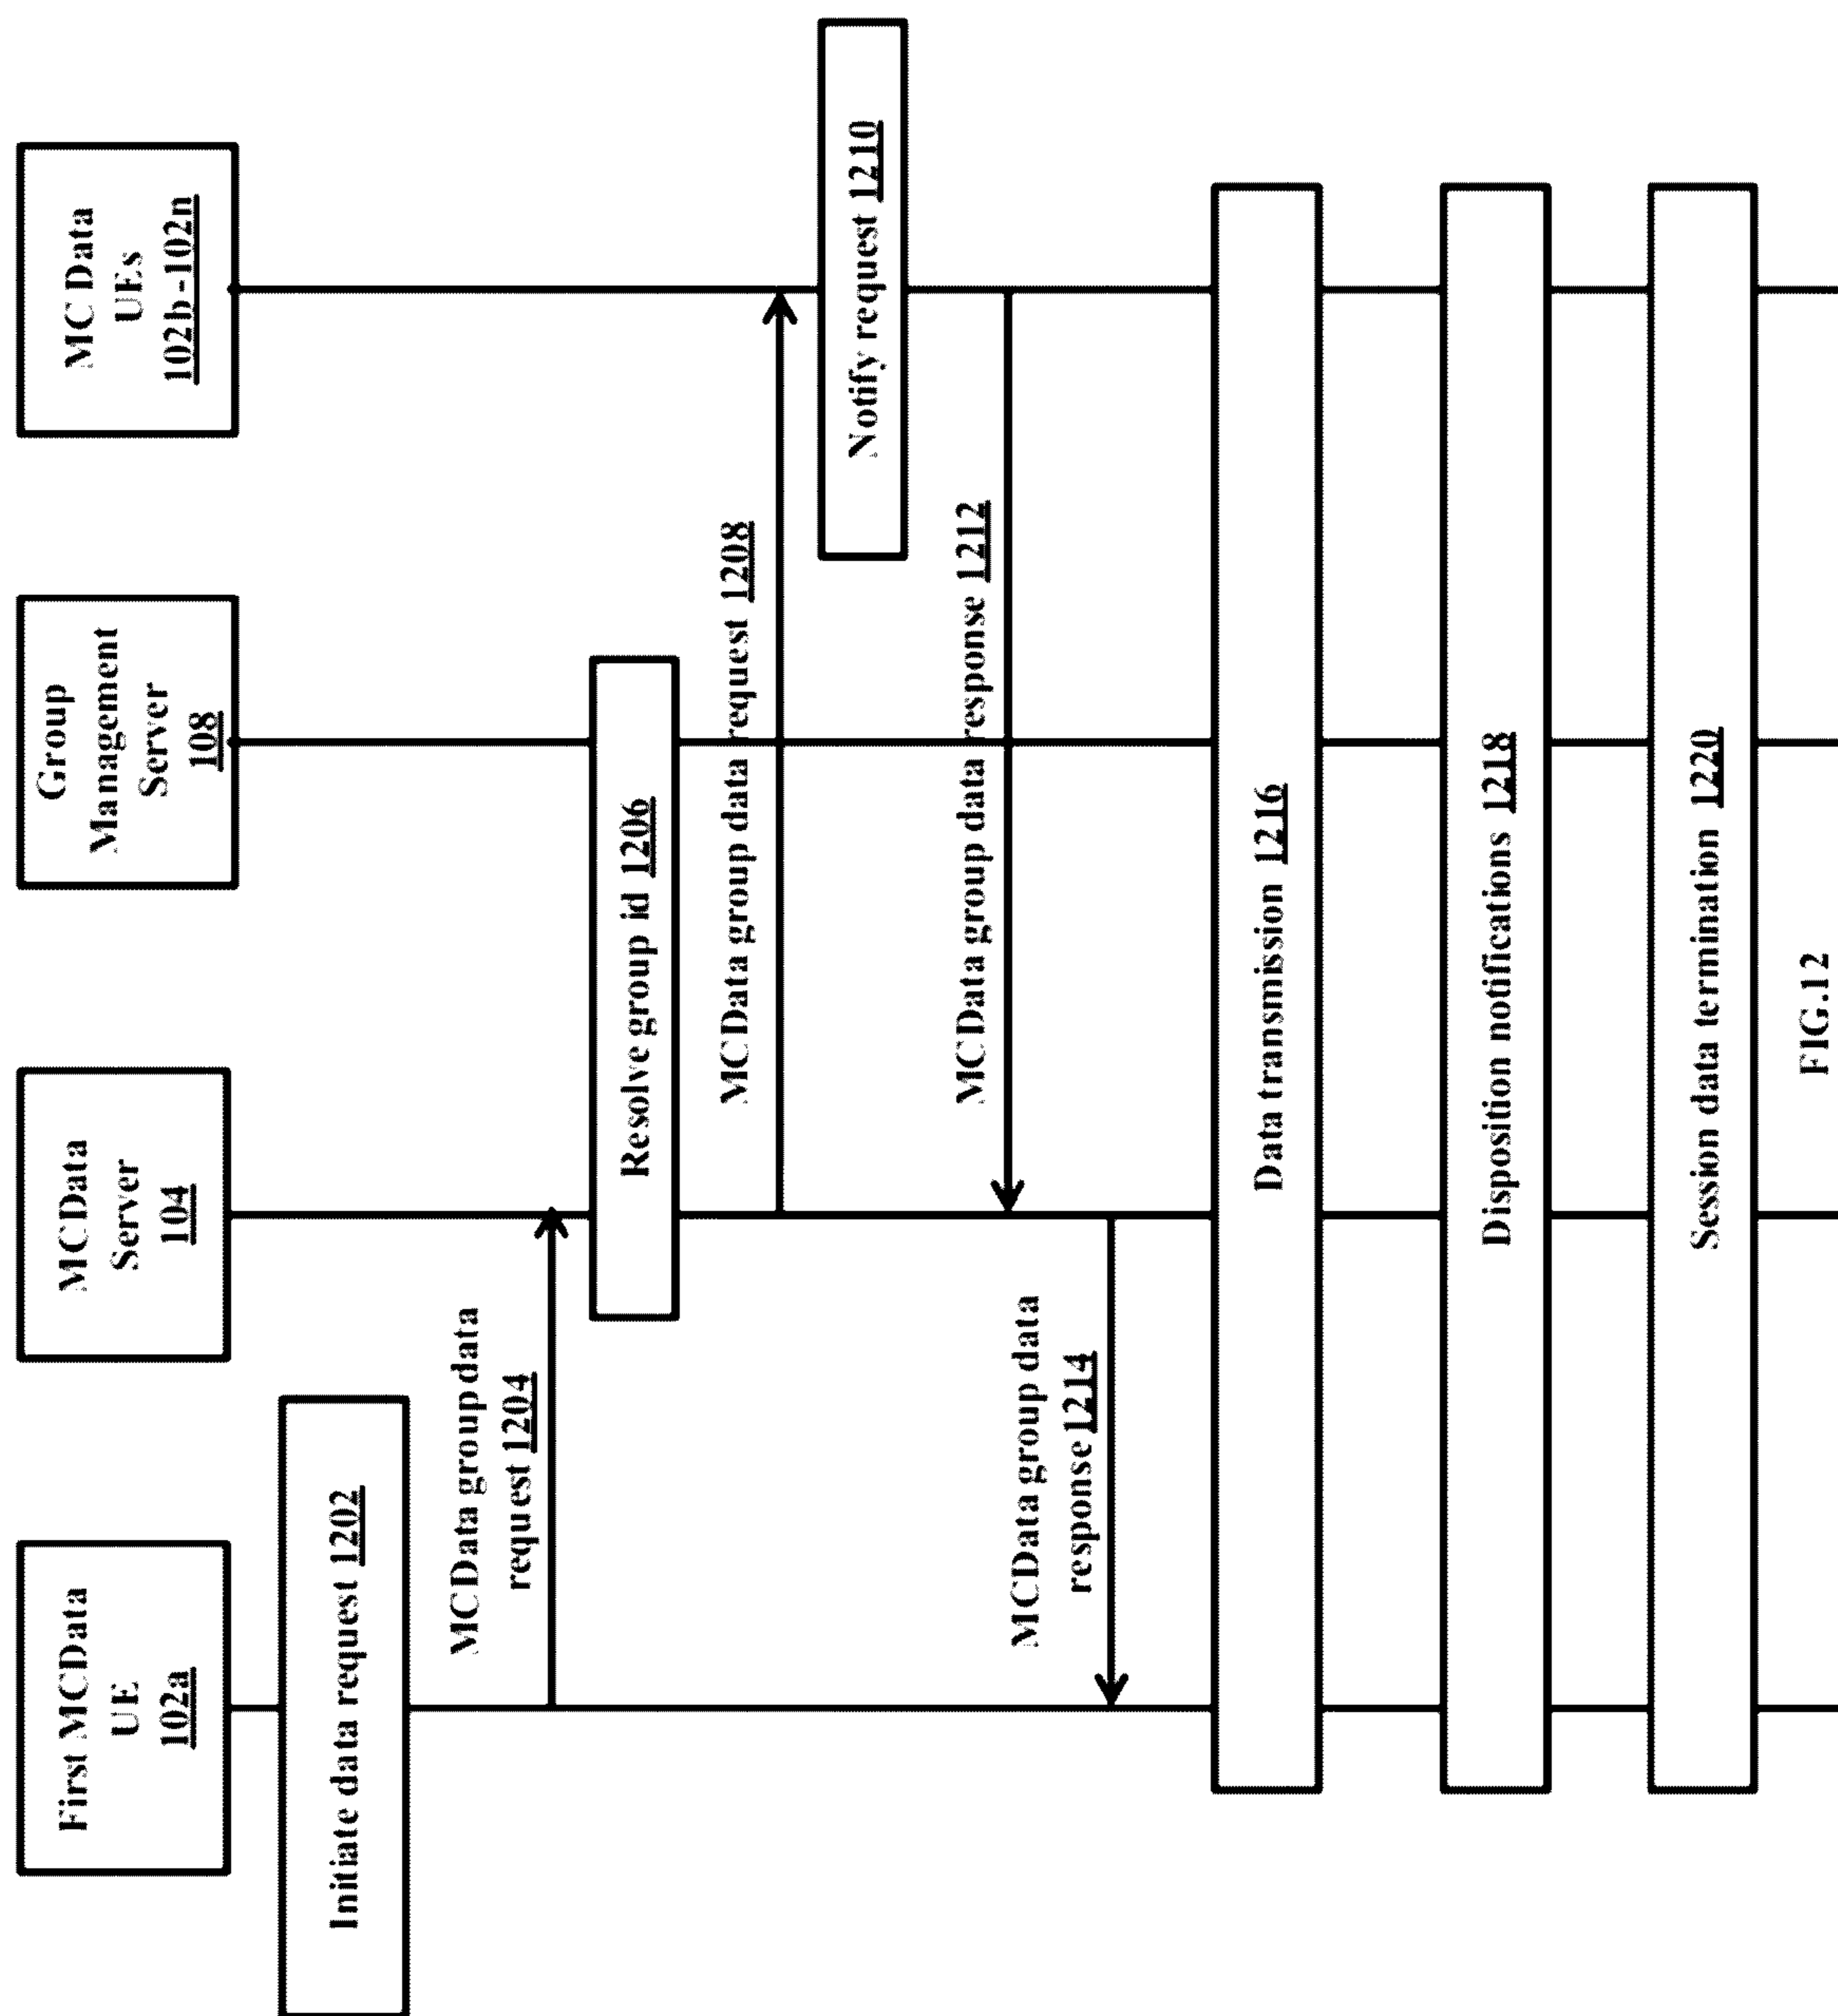 First MCData
UE
102a
MCData
Server
104
Group
Management
Server
108
MC Data
UEs
102b-102n
Initiate data request 1202
MCData group data
request 1204
Resolve group id 1206
MCData group data request 1208
Notify request 1210
MCData group data response 1212
MCData group data
response 1214
Data transmission 1216
Disposition notifications 1218
Session data termination 1220
FIG.12